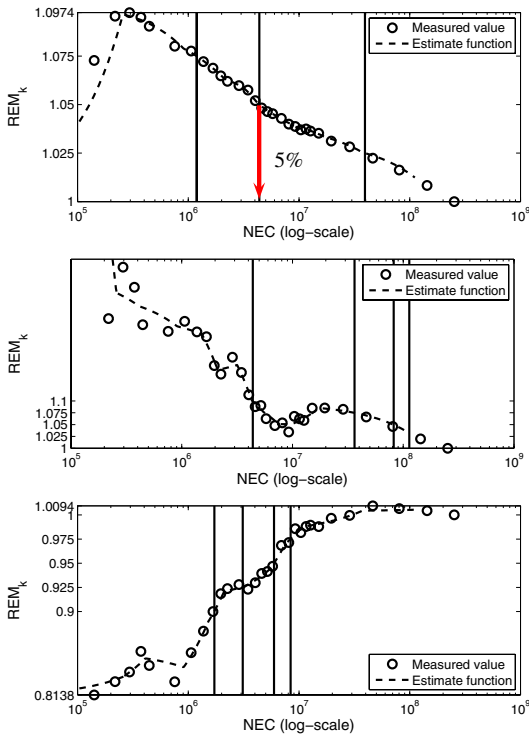 1.0974
1.075
1.05
1.025
1
REM_k
5%
Measured value
Estimate function
10^5 10^6 10^7 10^8 10^9
NEC (log-scale)
1.1
1.075
1.05
1.025
1
REM_k
Measured value
Estimate function
10^5 10^6 10^7 10^8 10^9
NEC (log-scale)
1.0094
1
0.975
0.95
0.925
0.9
0.8138
REM_k
Measured value
Estimate function
10^5 10^6 10^7 10^8 10^9
NEC (log-scale)